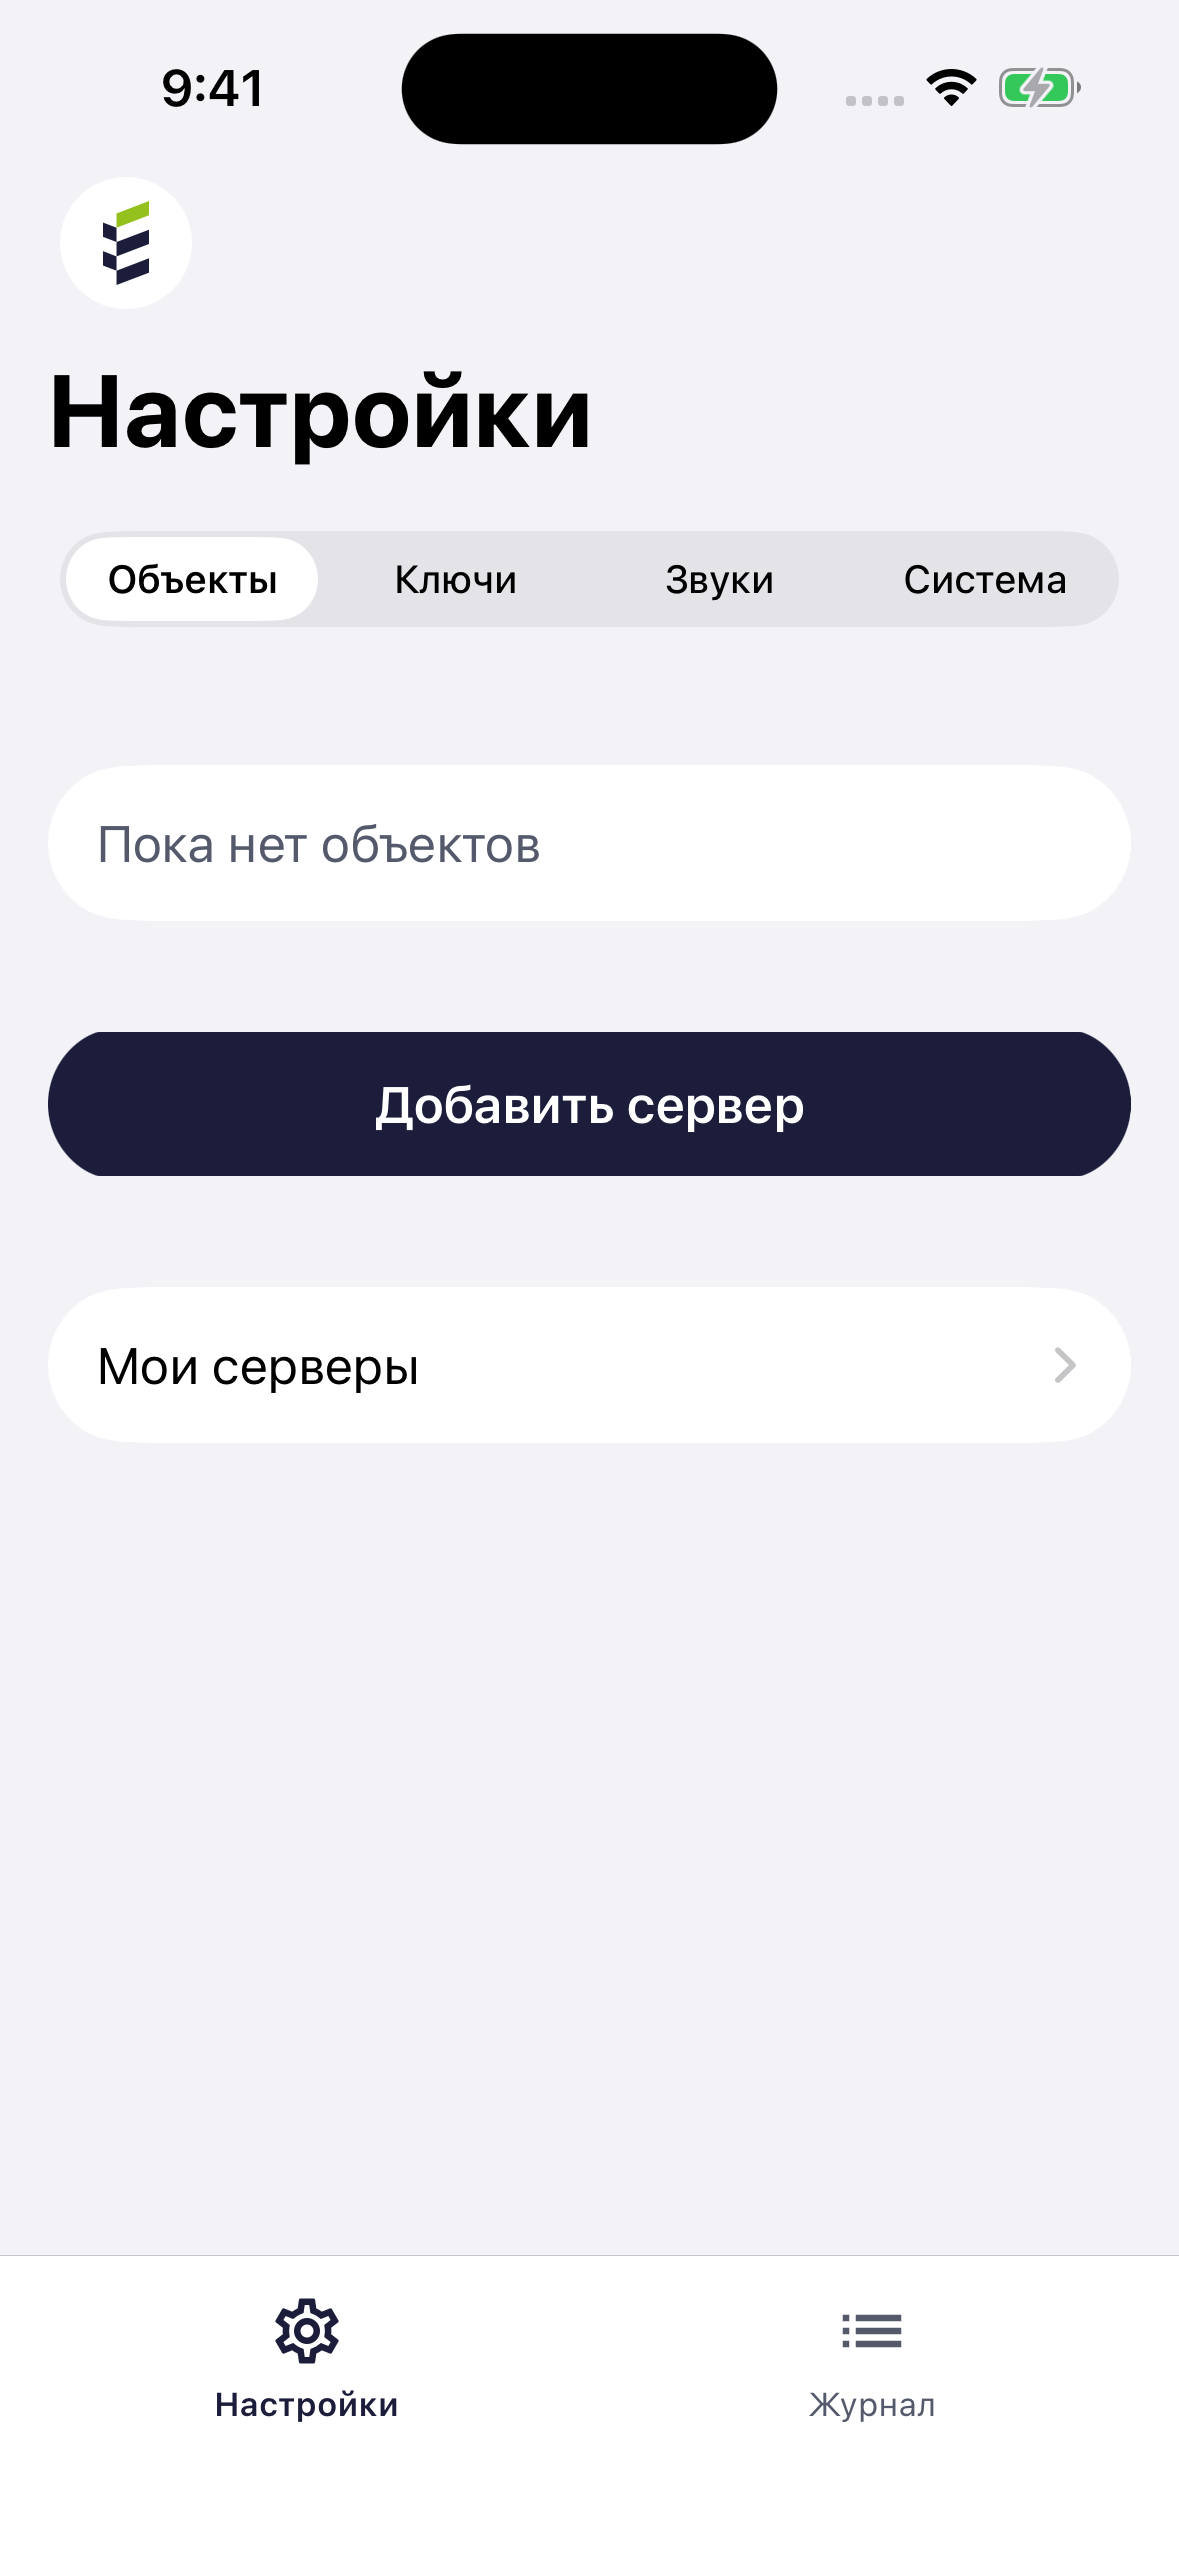 9:41
Настройки
Объекты Ключи Звуки Система
Пока нет объектов
Добавить сервер
Мои серверы
Настройки Журнал